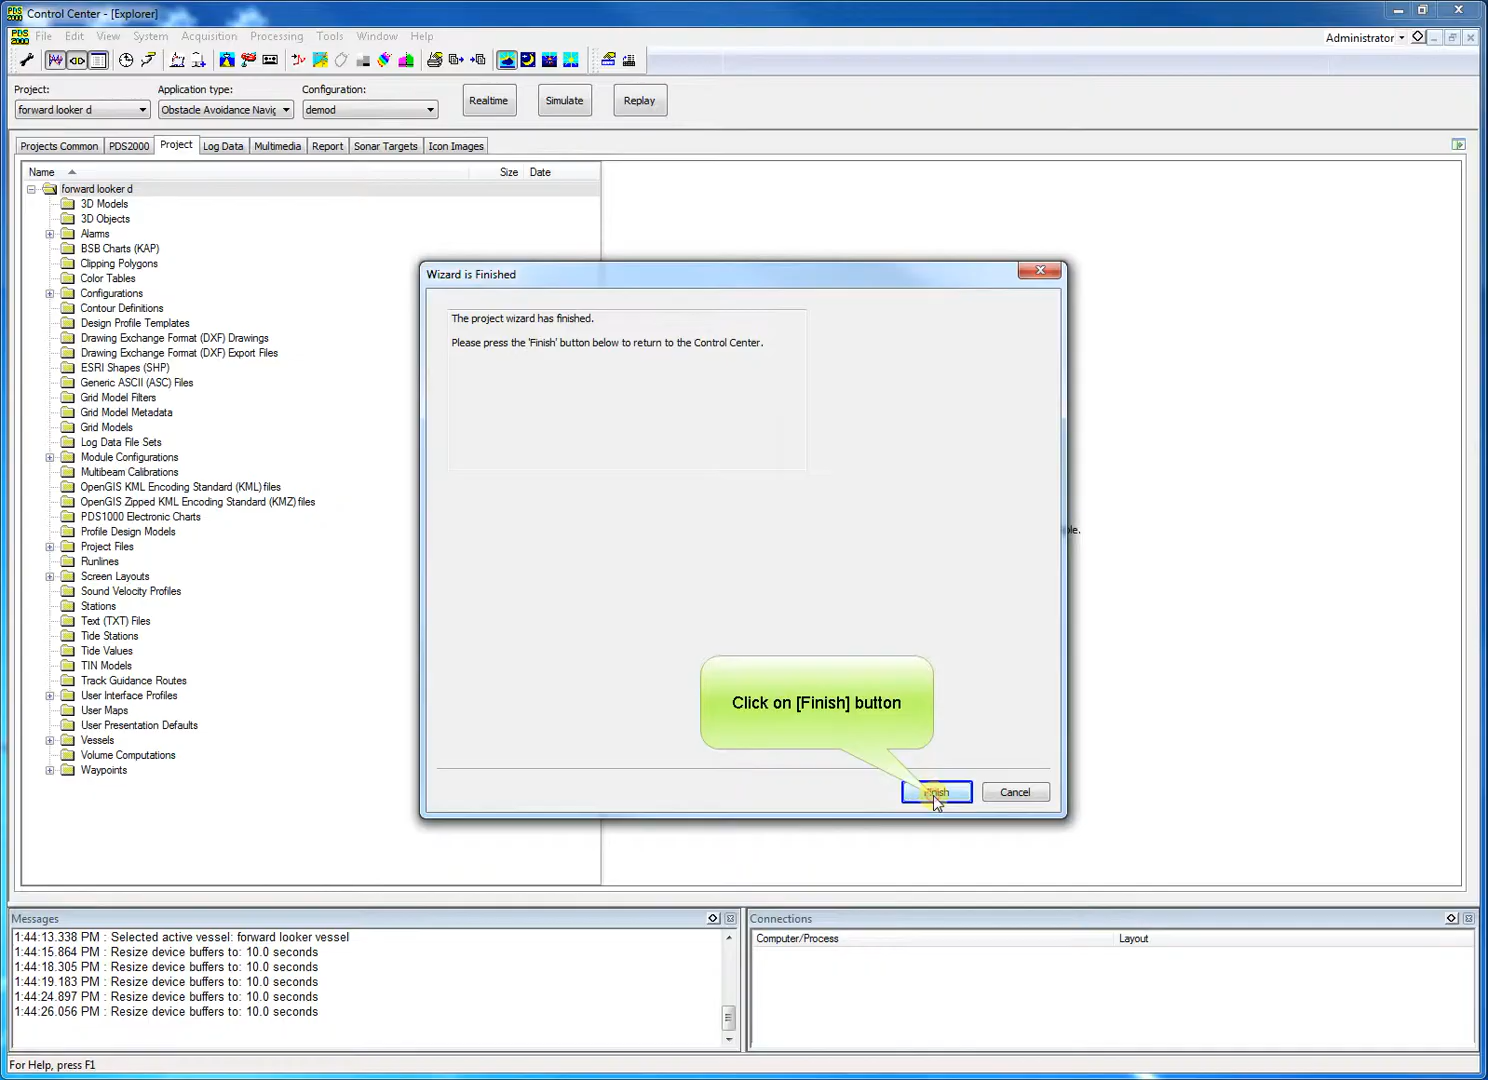 Control Center - [Explorer]
File Edit View System Acquisition Processing Tools Window Help
Administrator
Project: Application type: Configuration:
forward looker d Obstacle Avoidance Navig demod Realtime Simulate Replay
Projects Common PDS2000 Project Log Data Multimedia Report Sonar Targets Icon Images
Name Size Date
forward looker d
3D Models
3D Objects
Alarms
BSB Charts (KAP)
Clipping Polygons
Color Tables
Configurations
Contour Definitions
Design Profile Templates
Drawing Exchange Format (DXF) Drawings
Drawing Exchange Format (DXF) Export Files
ESRI Shapes (SHP)
Generic ASCII (ASC) Files
Grid Model Filters
Grid Model Metadata
Grid Models
Log Data File Sets
Module Configurations
Multibeam Calibrations
OpenGIS KML Encoding Standard (KML) files
OpenGIS Zipped KML Encoding Standard (KMZ) files
PDS1000 Electronic Charts
Profile Design Models
Project Files
Runlines
Screen Layouts
Sound Velocity Profiles
Stations
Text (TXT) Files
Tide Stations
Tide Values
TIN Models
Track Guidance Routes
User Interface Profiles
User Maps
User Presentation Defaults
Vessels
Volume Computations
Waypoints
Wizard is Finished
The project wizard has finished.
Please press the 'Finish' button below to return to the Control Center.
Click on [Finish] button
Finish Cancel
Messages
1:44:13.338 PM : Selected active vessel: forward looker vessel
1:44:15.864 PM : Resize device buffers to: 10.0 seconds
1:44:18.305 PM : Resize device buffers to: 10.0 seconds
1:44:19.183 PM : Resize device buffers to: 10.0 seconds
1:44:24.897 PM : Resize device buffers to: 10.0 seconds
1:44:26.056 PM : Resize device buffers to: 10.0 seconds
Connections
Computer/Process Layout
For Help, press F1